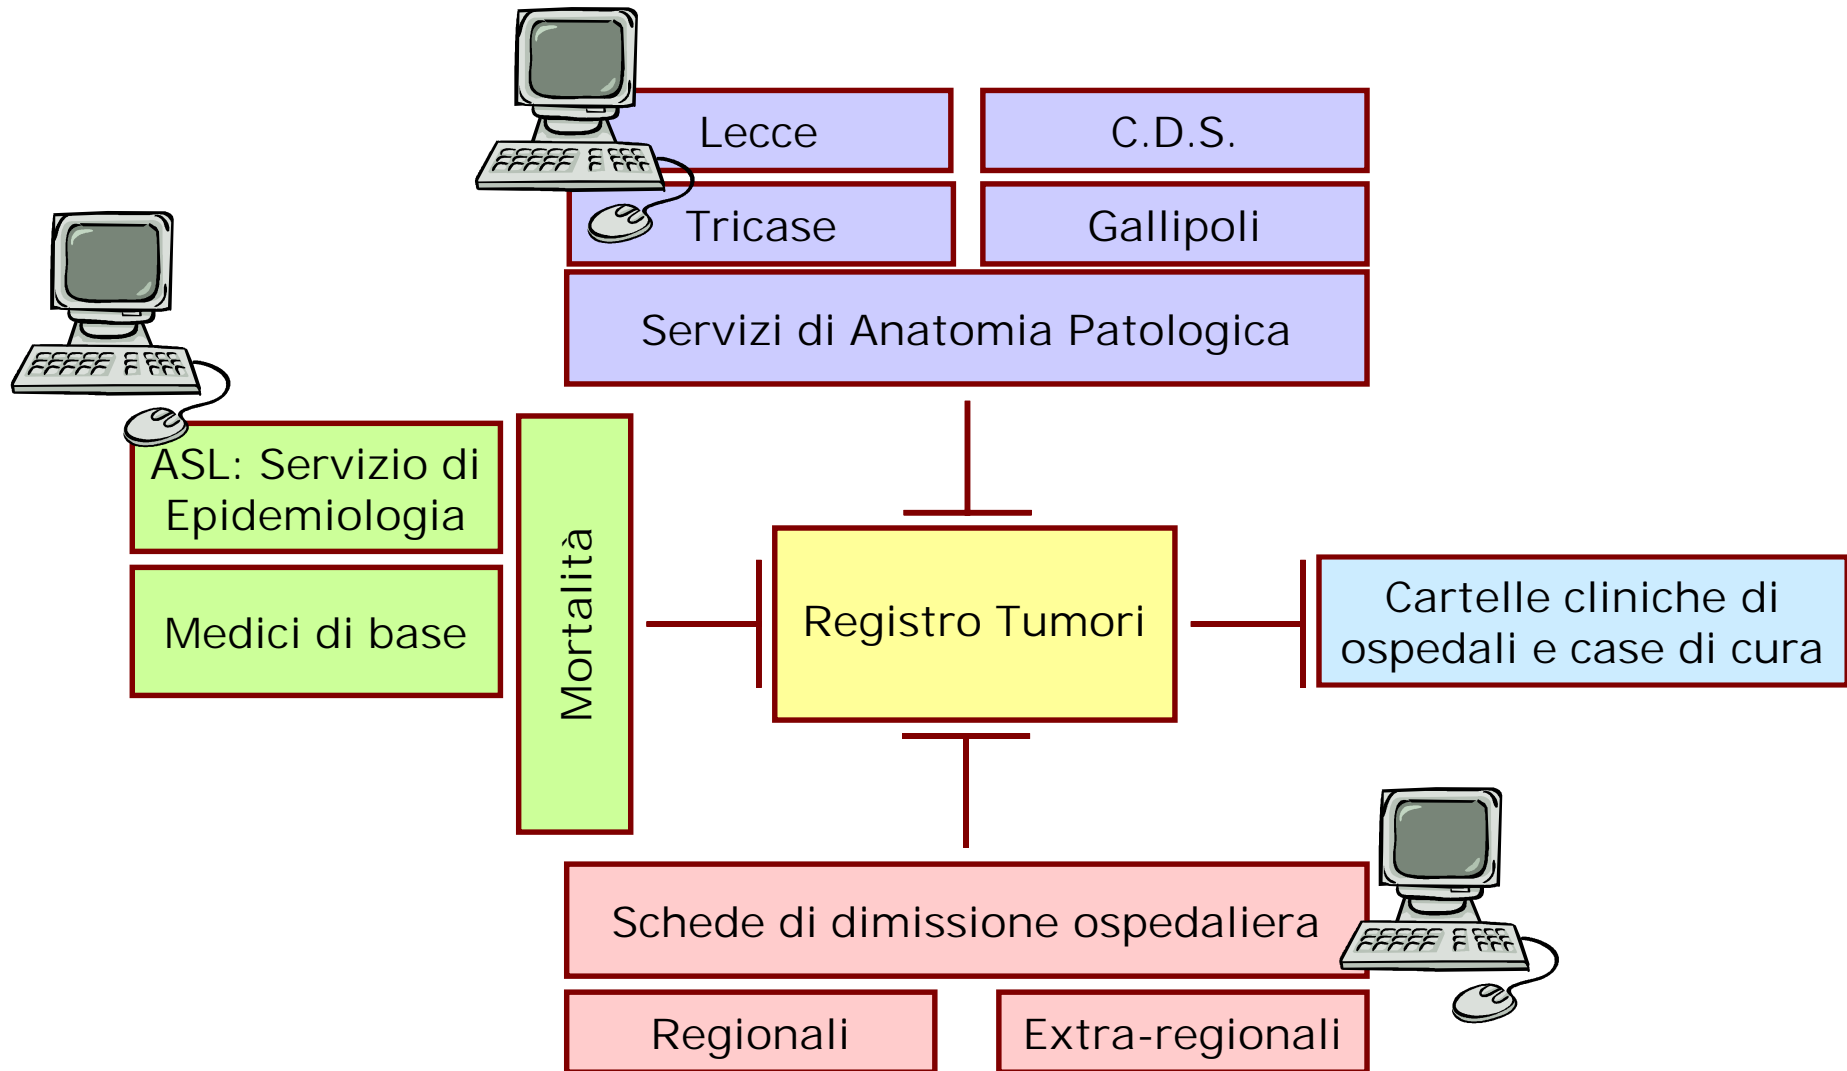 Lecce
C.D.S.
Tricase
Gallipoli
Servizi di Anatomia Patologica
ASL: Servizio di
Epidemiologia
Medici di base
Mortalità
Registro Tumori
Cartelle cliniche di
ospedali e case di cura
Schede di dimissione ospedaliera
Regionali
Extra-regionali